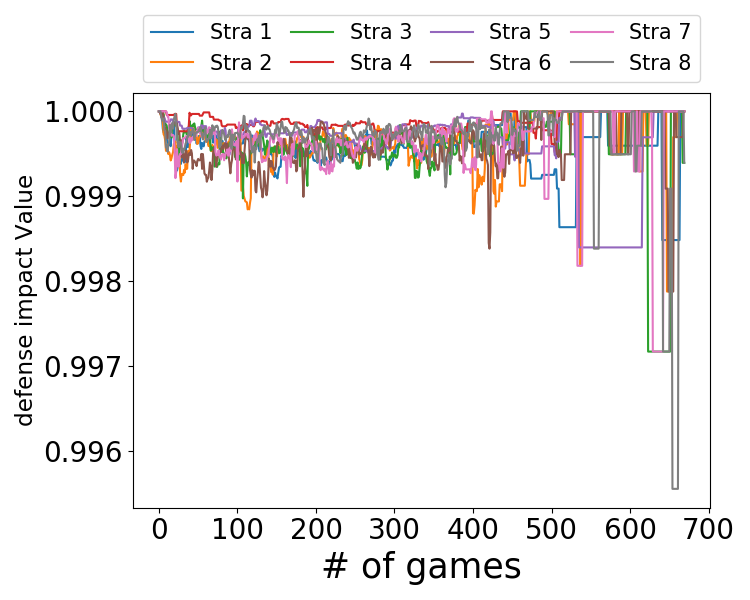 Stra 1 Stra 3 Stra 5 Stra 7
Stra 2 Stra 4 Stra 6 Stra 8
1.000
0.999
0.998
0.997
0.996
defense impact Value
0 100 200 300 400 500 600 700
# of games